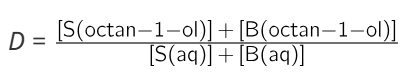 D = [S(octan−1−ol)] + [B(octan−1−ol)]
[S(aq)] + [B(aq)]